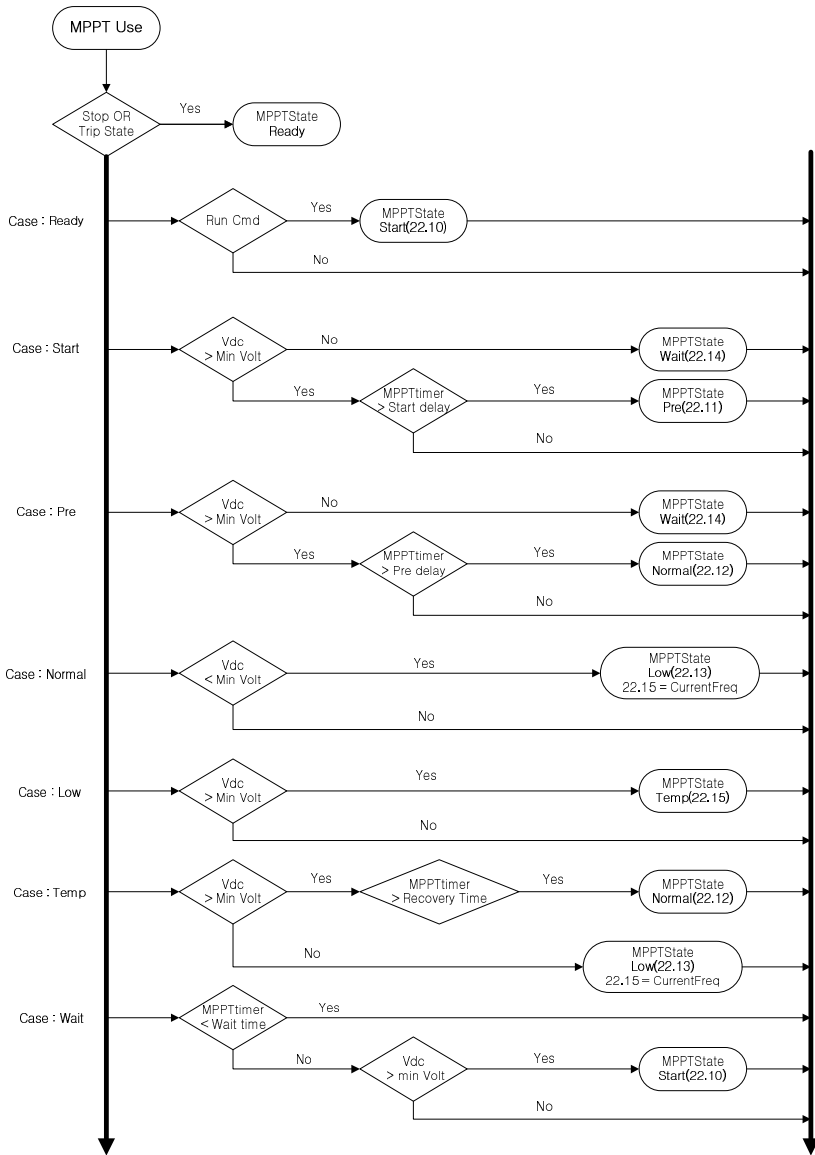 MPPT Use
Stop OR
Trip State
Yes
MPPTState
Ready
Case : Ready
Run Cmd
Yes
MPPTState
Start(22.10)
No
Case : Start
Vdc
> Min Volt
No
MPPTState
Wait(22.14)
Yes
MPPTtimer
> Start delay
Yes
MPPTState
Pre(22.11)
No
Case : Pre
Vdc
> Min Volt
No
MPPTState
Wait(22.14)
Yes
MPPTtimer
> Pre delay
Yes
MPPTState
Normal(22.12)
No
Case : Normal
Vdc
< Min Volt
Yes
MPPTState
Low(22.13)
22.15 = CurrentFreq
No
Case : Low
Vdc
> Min Volt
Yes
MPPTState
Temp(22.15)
No
Case : Temp
Vdc
> Min Volt
Yes
MPPTtimer
> Recovery Time
Yes
MPPTState
Normal(22.12)
No
MPPTState
Low(22.13)
22.15 = CurrentFreq
Case : Wait
MPPTtimer
< Wait time
Yes
No
Vdc
> min Volt
Yes
MPPTState
Start(22.10)
No